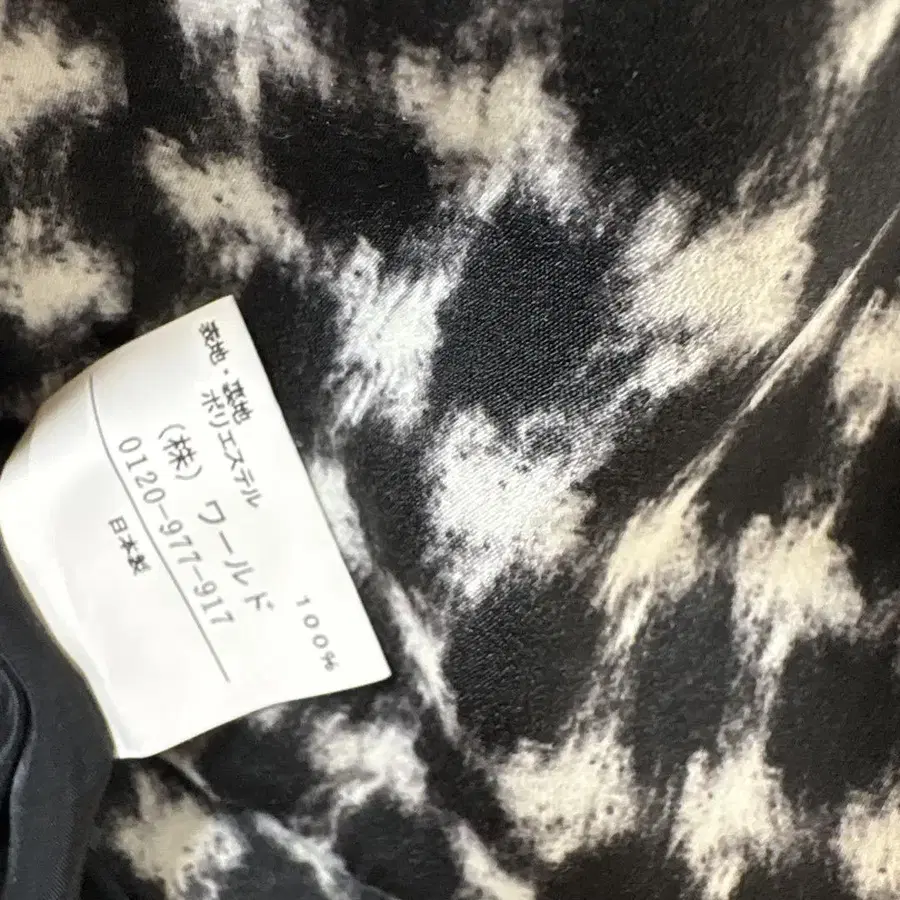 表地・裏地
ポリエステル 100%
(株) ワールド
0120-977-917
日本製